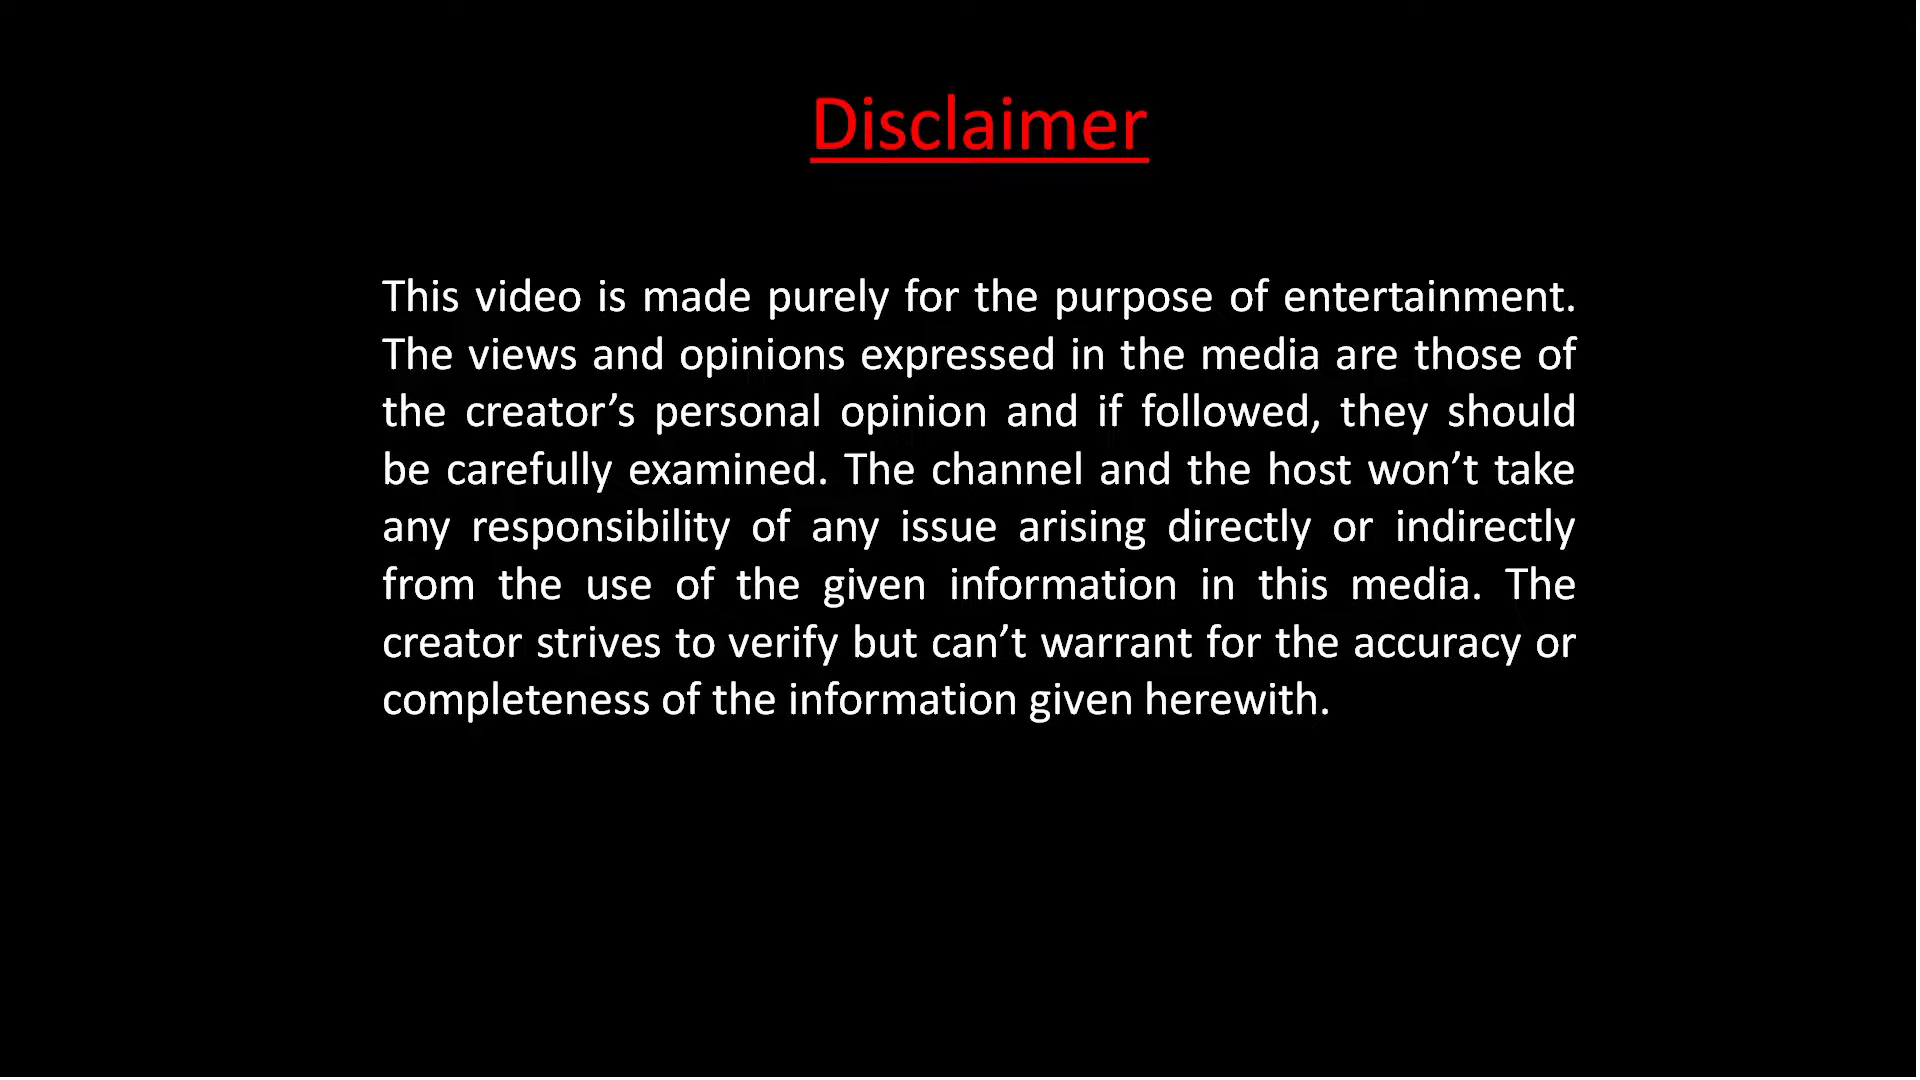 Disclaimer
This video is made purely for the purpose of entertainment.
The views and opinions expressed in the media are those of
the creator’s personal opinion and if followed, they should
be carefully examined. The channel and the host won’t take
any responsibility of any issue arising directly or indirectly
from the use of the given information in this media. The
creator strives to verify but can’t warrant for the accuracy or
completeness of the information given herewith.